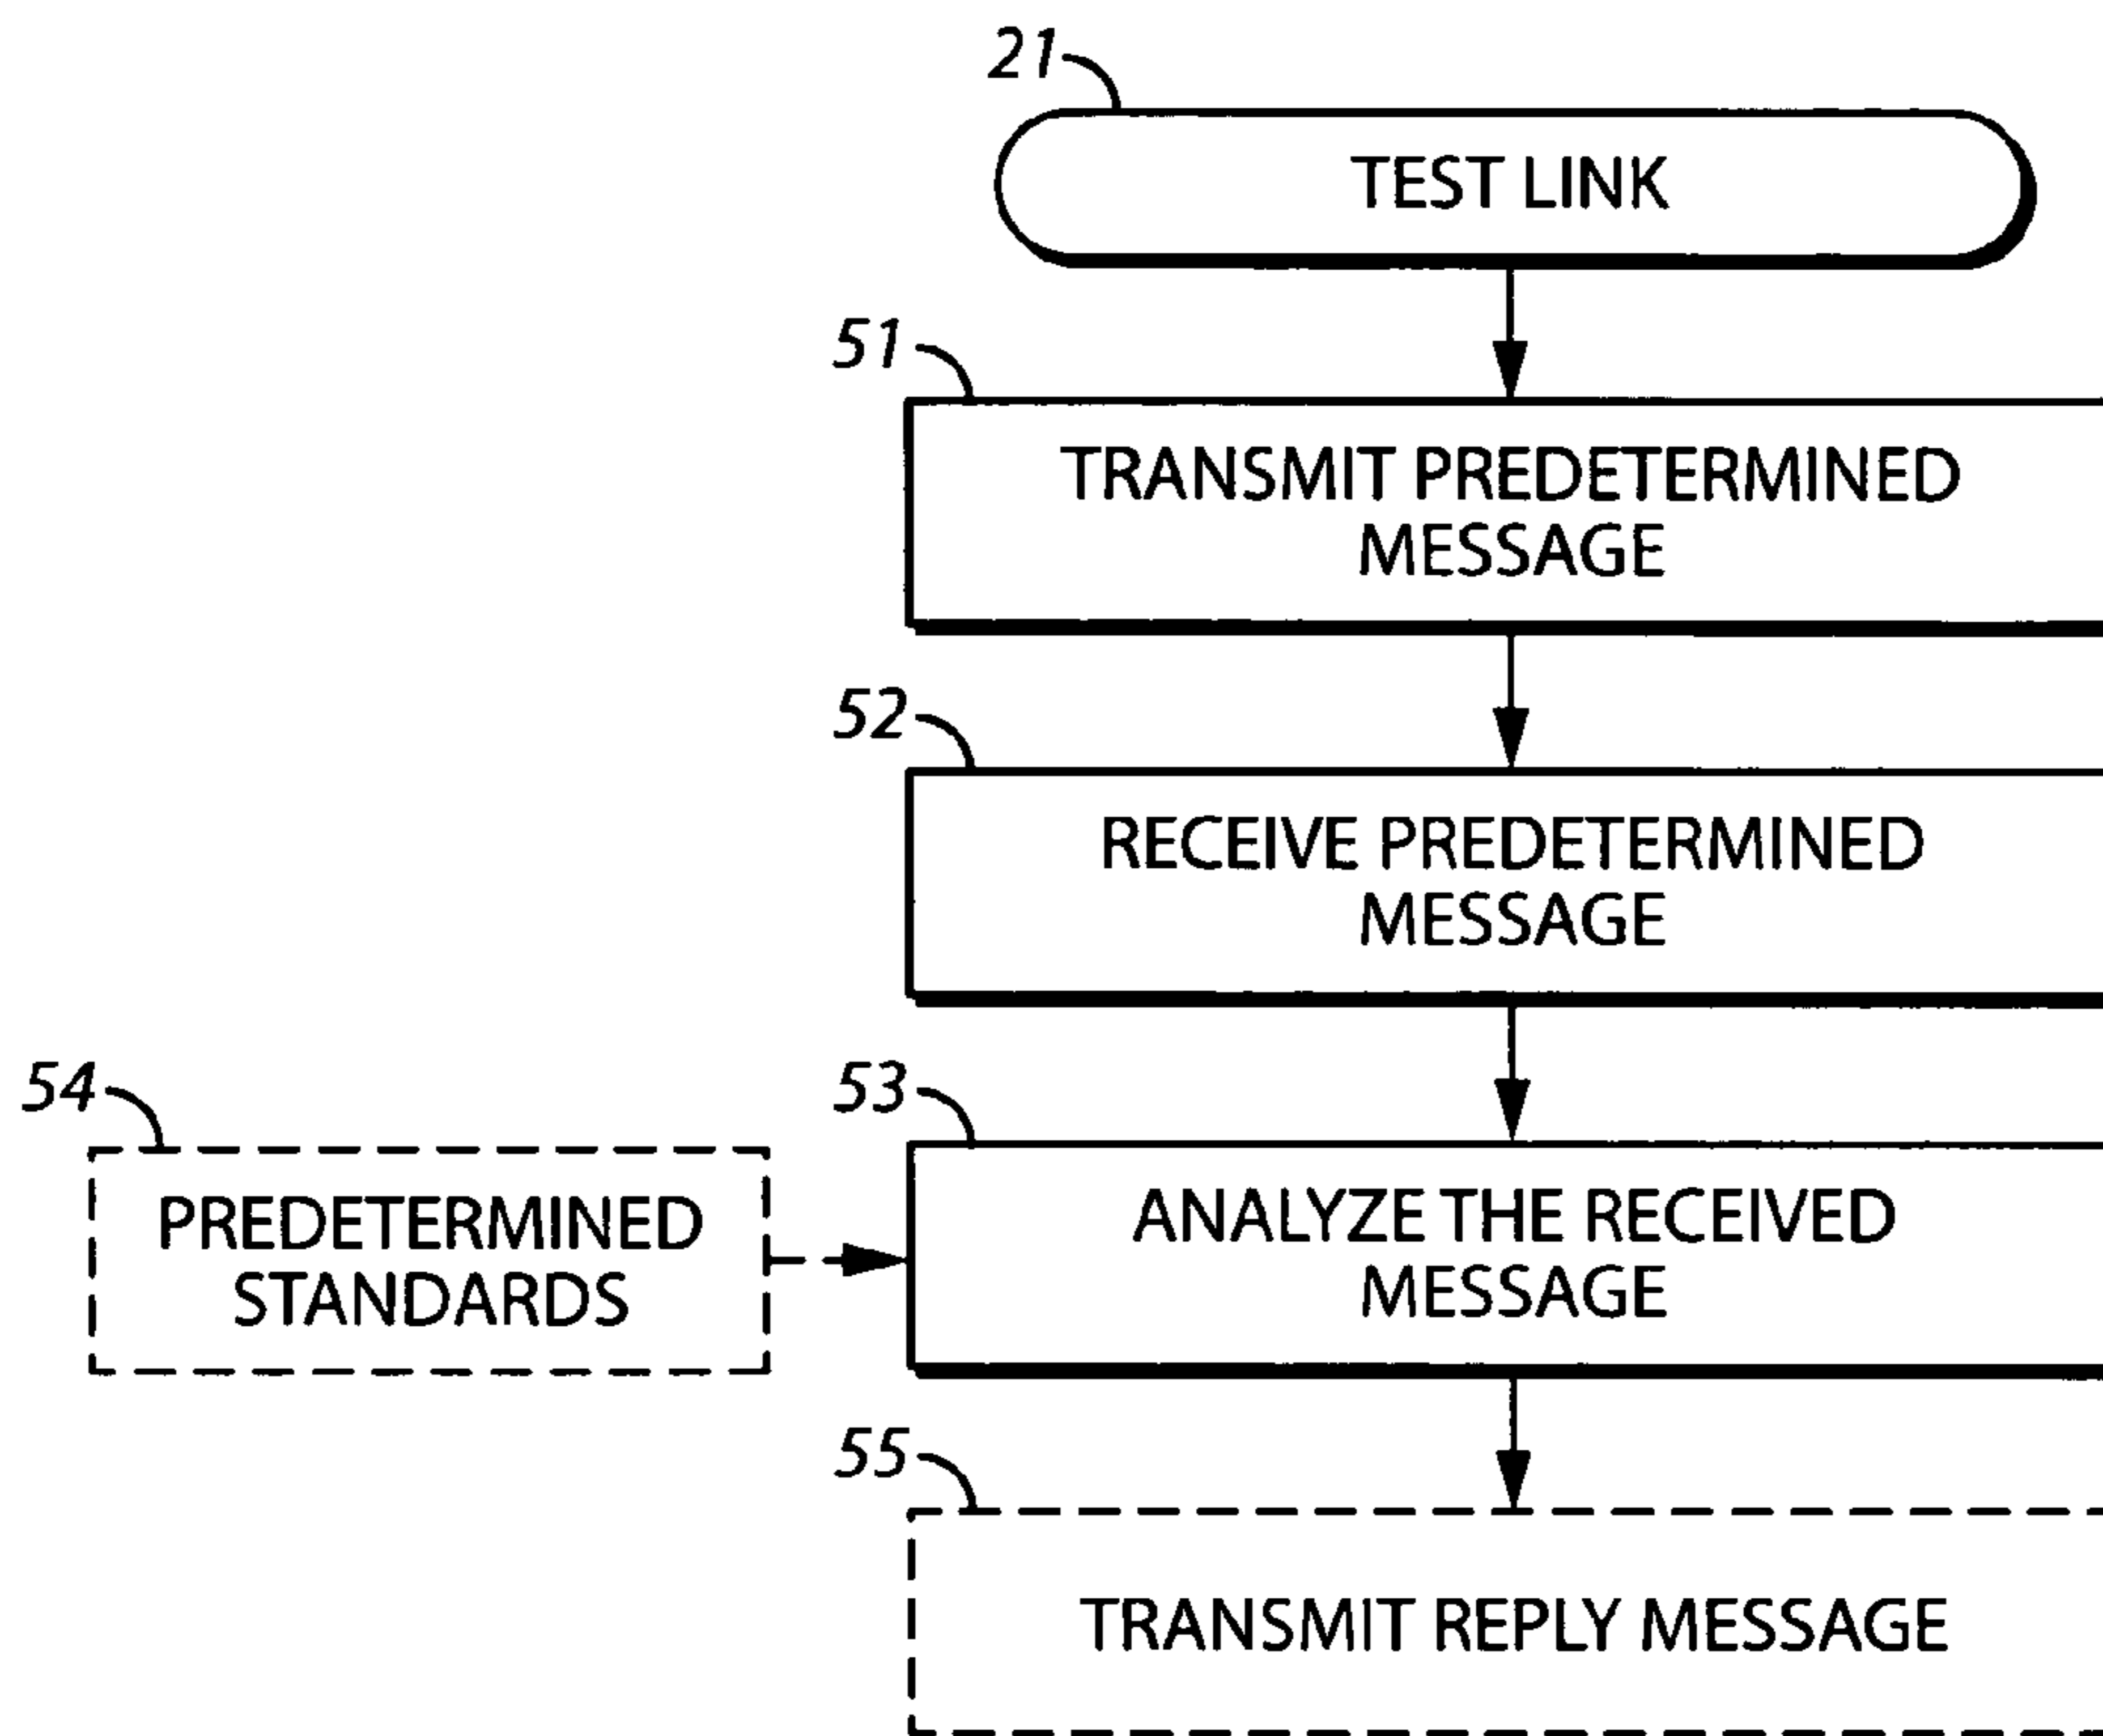 21
TEST LINK
51
TRANSMIT PREDETERMINED
MESSAGE
52
RECEIVE PREDETERMINED
MESSAGE
54
53
PREDETERMINED
STANDARDS
ANALYZE THE RECEIVED
MESSAGE
55
TRANSMIT REPLY MESSAGE